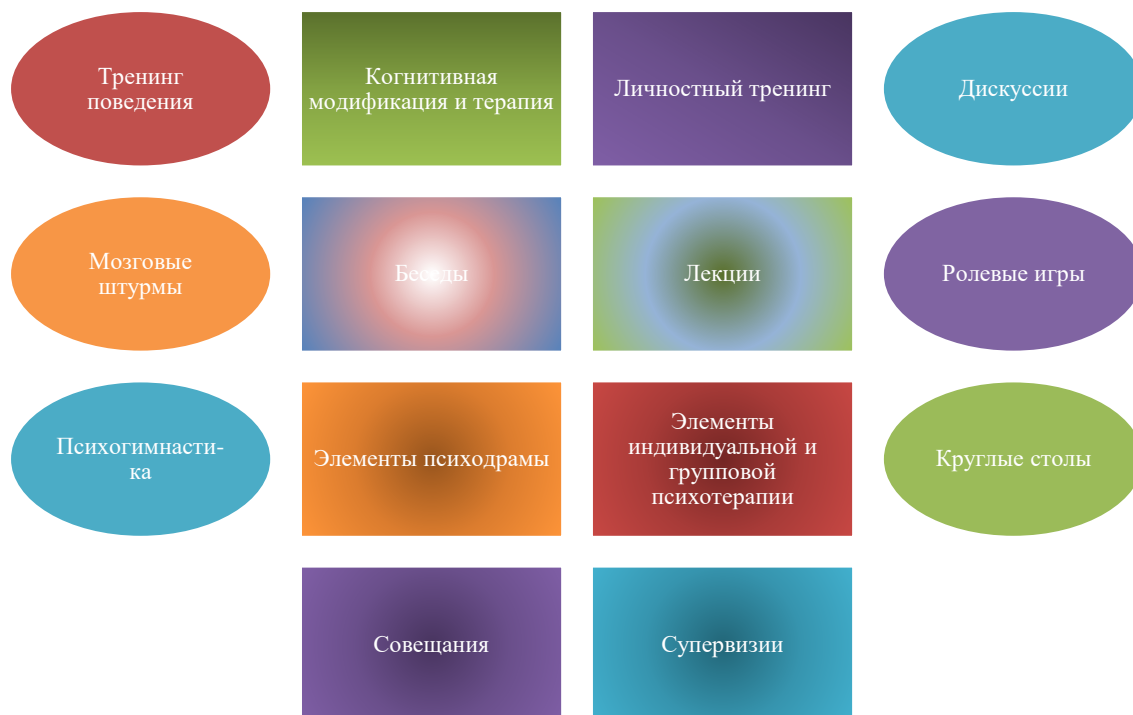 Тренинг
поведения
Когнитивная
модификация и терапия
Личностный тренинг
Дискуссии
Мозговые
штурмы
Беседы
Лекции
Ролевые игры
Психогимнасти-
ка
Элементы психодрамы
Элементы
индивидуальной и
групповой
психотерапии
Круглые столы
Совещания
Супервизии